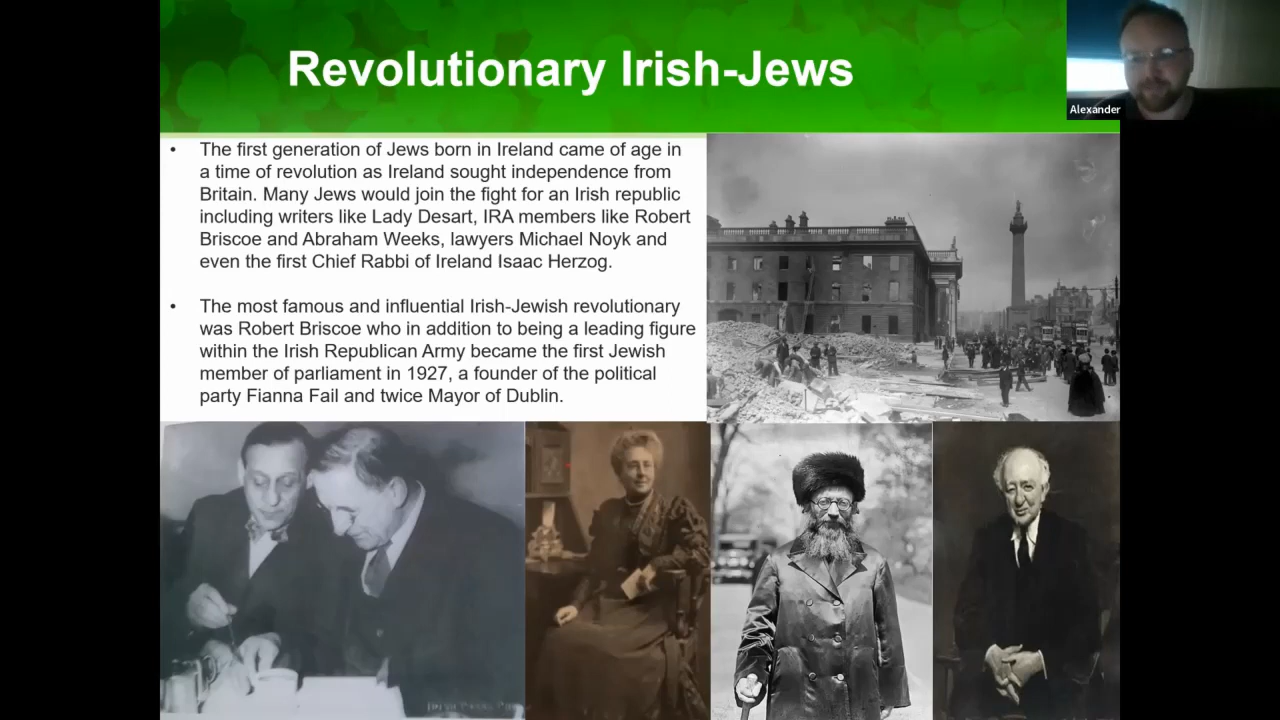 Revolutionary Irish-Jews
Alexander
• The first generation of Jews born in Ireland came of age in
a time of revolution as Ireland sought independence from
Britain. Many Jews would join the fight for an Irish republic
including writers like Lady Desart, IRA members like Robert
Briscoe and Abraham Weeks, lawyers Michael Noyk and
even the first Chief Rabbi of Ireland Isaac Herzog.
• The most famous and influential Irish-Jewish revolutionary
was Robert Briscoe who in addition to being a leading figure
within the Irish Republican Army became the first Jewish
member of parliament in 1927, a founder of the political
party Fianna Fail and twice Mayor of Dublin.